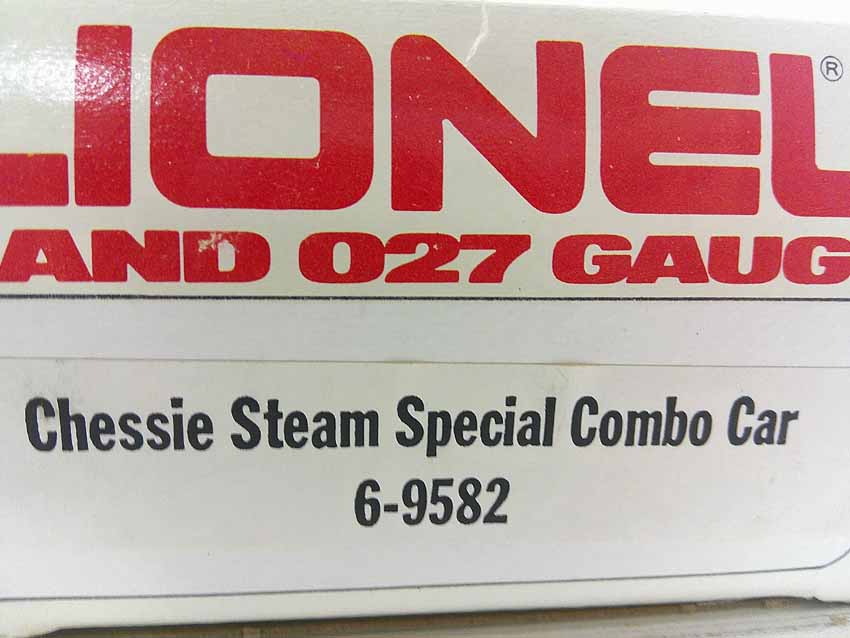 LIONEL®
AND 027 GAUG
Chessie Steam Special Combo Car
6-9582